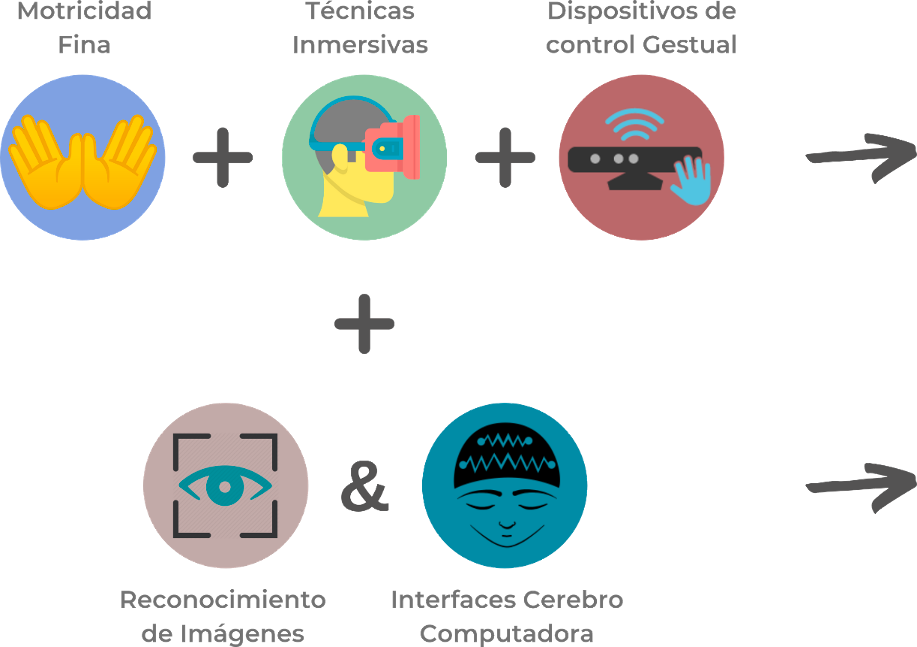 Motricidad
Fina
Técnicas
Inmersivas
Dispositivos de
control Gestual
&
Reconocimiento
de Imágenes
Interfaces Cerebro
Computadora